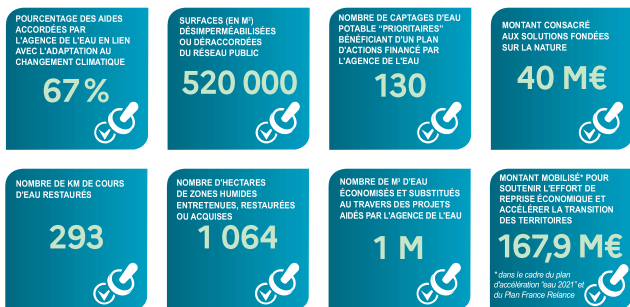 POURCENTAGE DES AIDES
ACCORDÉES PAR
L'AGENCE DE L'EAU EN LIEN
AVEC L'ADAPTATION AU
CHANGEMENT CLIMATIQUE
67 %
SURFACES (EN M²)
DÉSIMPERMÉABILISÉES
OU DÉRACCORDÉES
DU RÉSEAU PUBLIC
520 000
NOMBRE DE CAPTAGES D'EAU
POTABLE "PRIORITAIRES"
BÉNÉFICIANT D'UN PLAN
D'ACTIONS FINANCÉ PAR
L'AGENCE DE L'EAU
130
MONTANT CONSACRÉ
AUX SOLUTIONS FONDÉES
SUR LA NATURE
40 M€
NOMBRE DE KM DE COURS
D'EAU RESTAURÉS
293
NOMBRE D'HECTARES
DE ZONES HUMIDES
ENTRETENUES, RESTAURÉES
OU ACQUISES
1 064
NOMBRE DE M³ D'EAU
ÉCONOMISÉS ET SUBSTITUÉS
AU TRAVERS DES PROJETS
AIDÉS PAR L'AGENCE DE L'EAU
1 M
MONTANT MOBILISÉ* POUR
SOUTENIR L'EFFORT DE
REPRISE ÉCONOMIQUE ET
ACCÉLÉRER LA TRANSITION
DES TERRITOIRES
167,9 M€
* dans le cadre du plan
d'accélération "eau 2021" et
du Plan France Relance